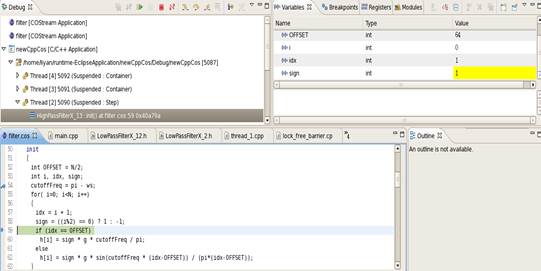 Debug
filter [COStream Application]
filter [COStream Application]
newCppCos [C/C++ Application]
/home/liyan/runtime-EclipseApplication/newCppCos/Debug/newCppCos [5087]
Thread [4] 5092 (Suspended : Container)
Thread [3] 5091 (Suspended : Container)
Thread [2] 5090 (Suspended : Step)
HighPassFilterX_13::init() at filter.cos:59 0x40a79a
Variables
Breakpoints
Registers
Modules
Name Type Value
OFFSET int 64
i int 0
idx int 1
sign int 1
filter.cos
main.cpp
LowPassFilterX_12.h
LowPassFilterX_2.h
thread_1.cpp
lock_free_barrier.cp
Outline
An outline is not available.
50 init
51 {
52 int OFFSET = N/2;
53 int i, idx, sign;
54 cutoffFreq = pi - ws;
55 for( i=0; i<N; i++)
56 {
57 idx = i + 1;
58 sign = ((i%2) == 0) ? 1 : -1;
59 if (idx == OFFSET)
60 h[i] = sign * g * cutoffFreq / pi;
61 else
62 h[i] = sign * g * sin(cutoffFreq * (idx-OFFSET)) / (pi*(idx-OFFSET));
63 }